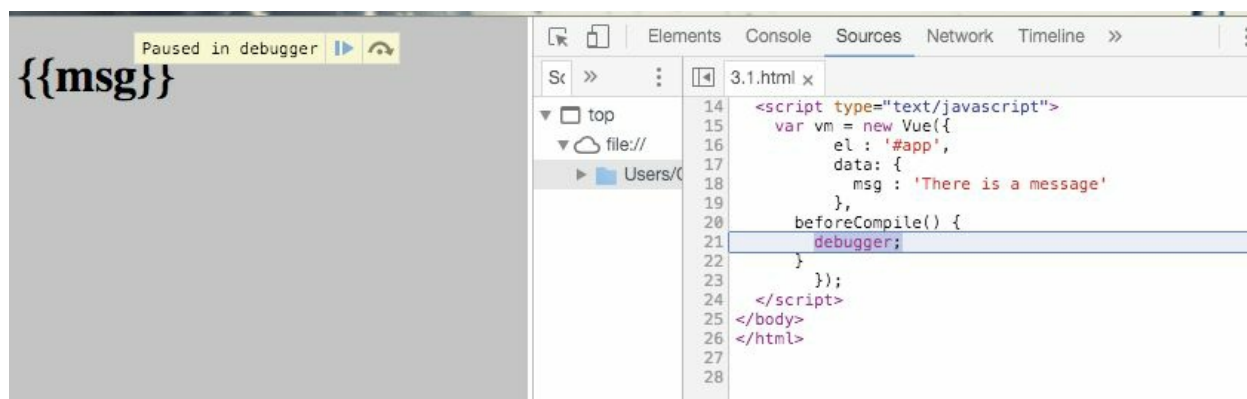 Paused in debugger
{{msg}}
Elements Console Sources Network Timeline »
» 3.1.html ×
top
file://
Users/
14 <script type="text/javascript">
15 var vm = new Vue({
16 el : '#app',
17 data: {
18 msg : 'There is a message'
19 },
20 beforeCompile() {
21 debugger;
22 }
23 });
24 </script>
25 </body>
26 </html>
27
28